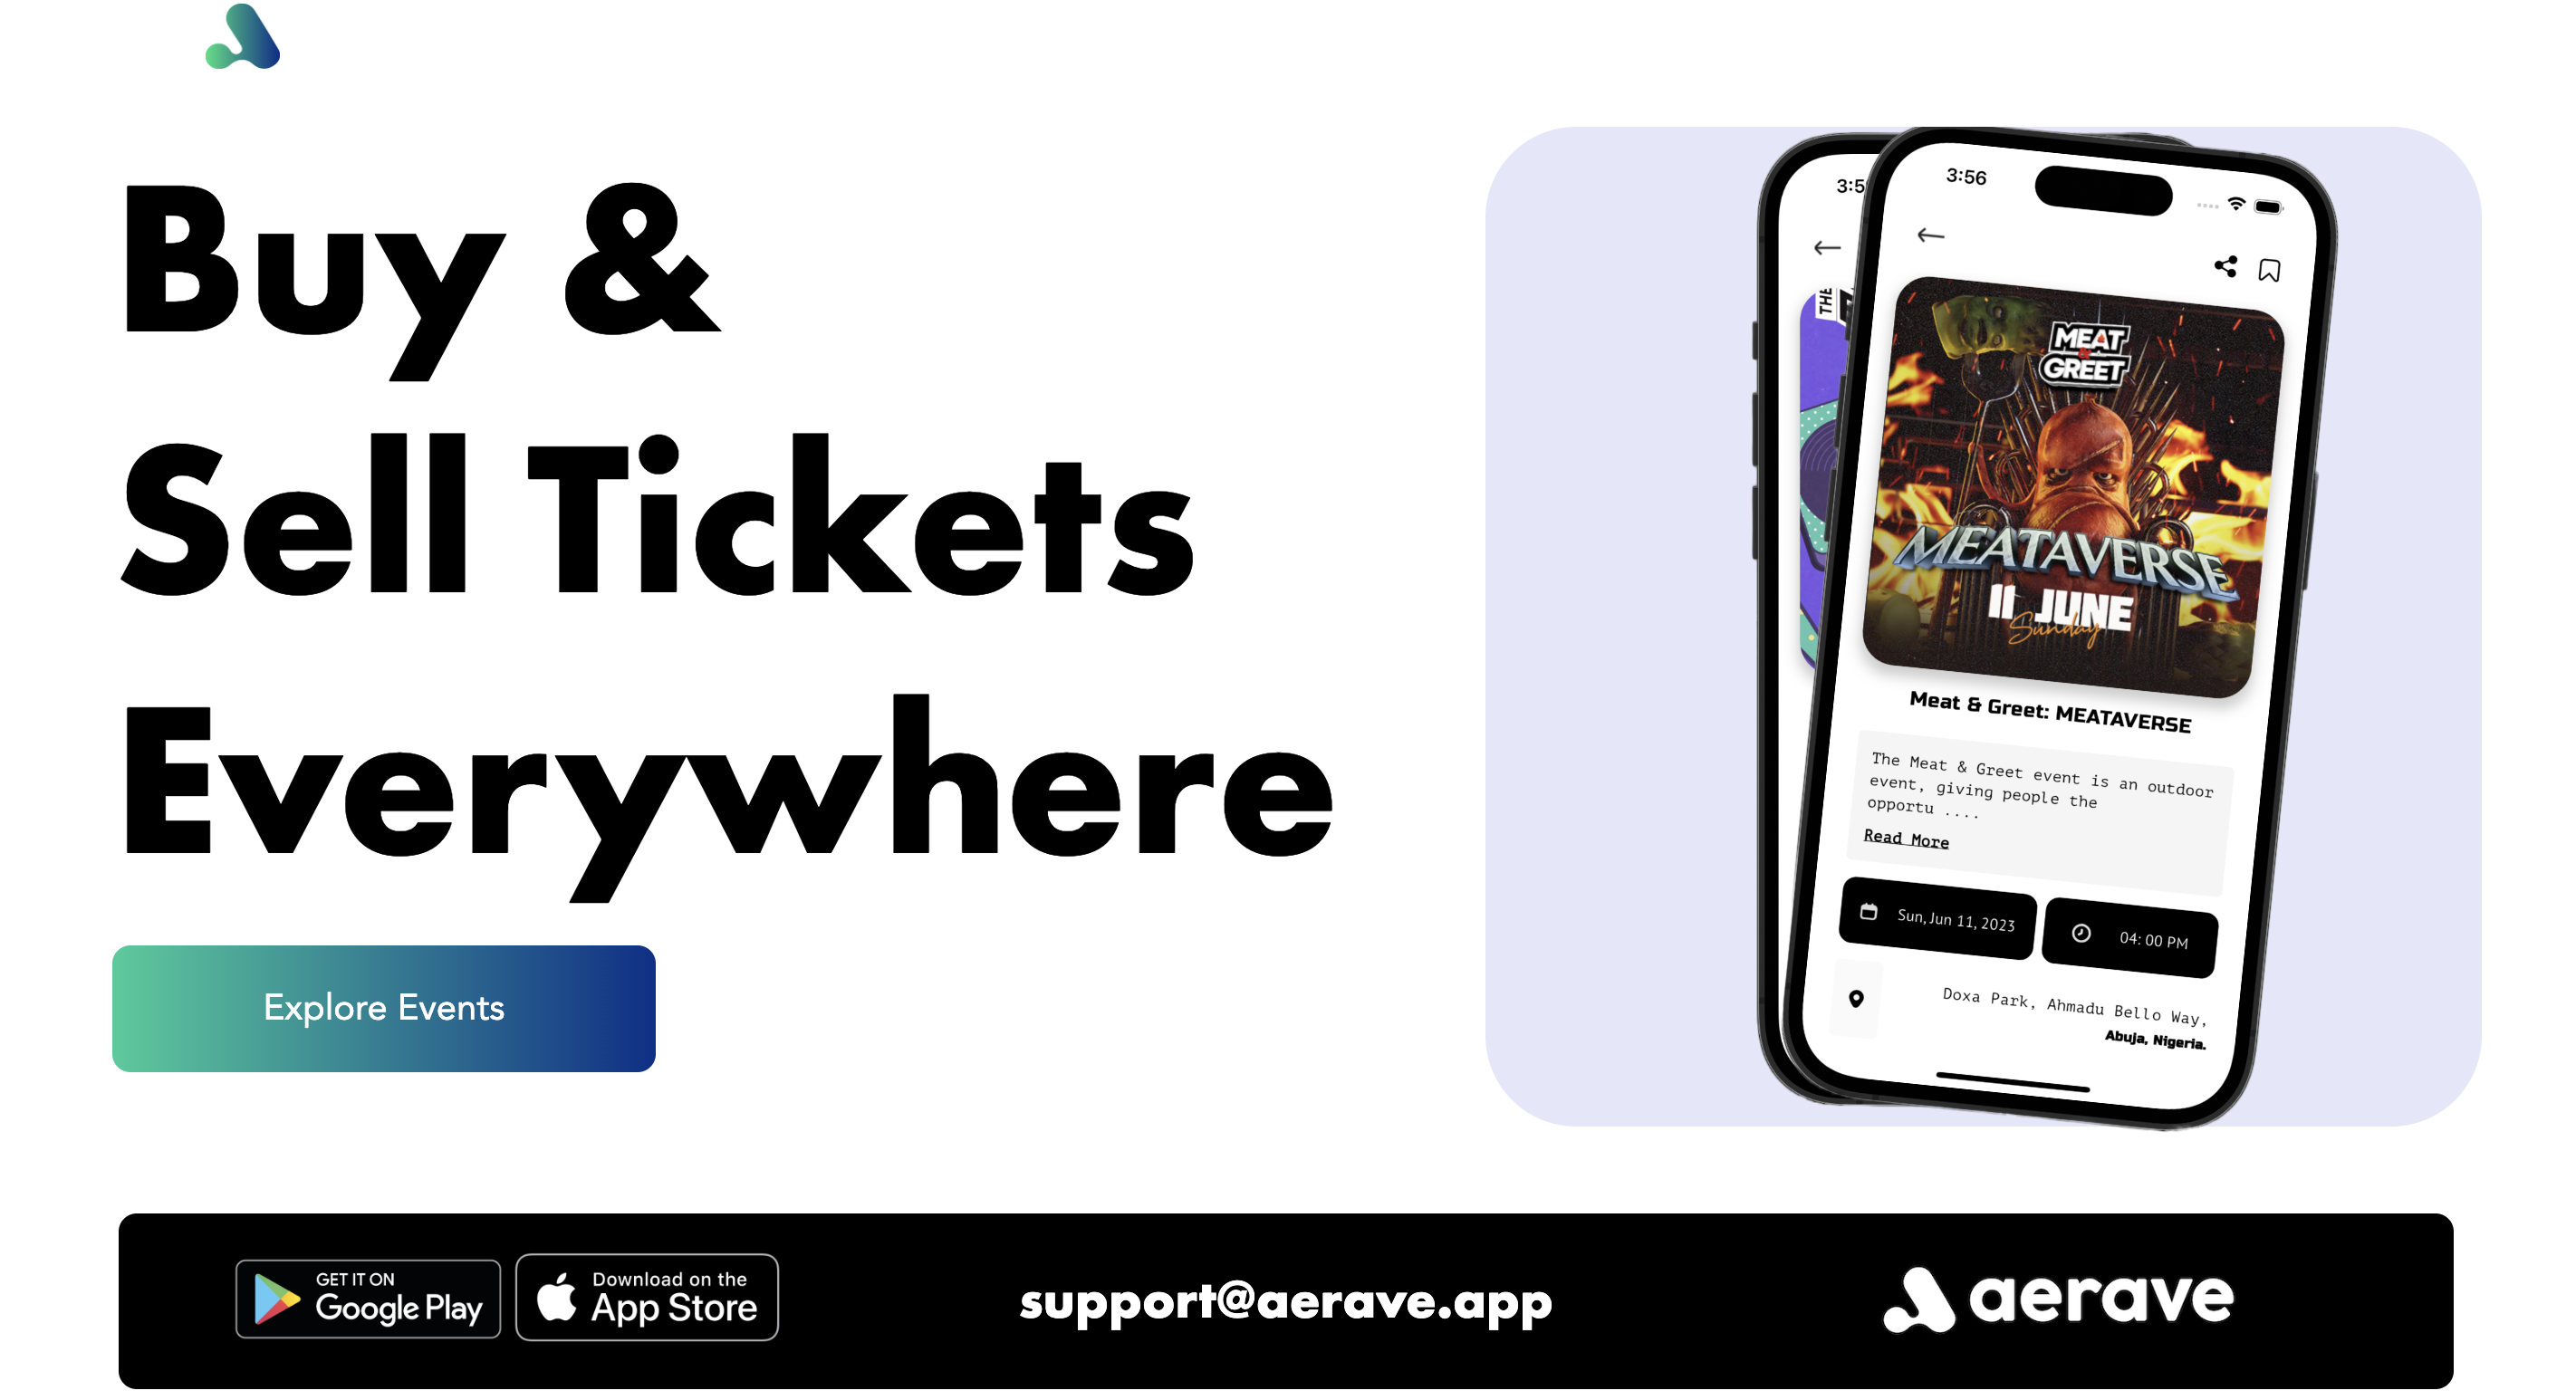 Buy &
Sell Tickets
Everywhere
Explore Events
3:56
MEAT
&
GREET
MEATAVERSE
11 JUNE
Sunday
Meat & Greet: MEATAVERSE
The Meat & Greet event is an outdoor
event, giving people the
opportu ....
Read More
Sun, Jun 11, 2023
04: 00 PM
Doxa Park, Ahmadu Bello Way,
Abuja, Nigeria.
3:5
THE
GET IT ON
Google Play
Download on the
App Store
support@aerave.app
aerave